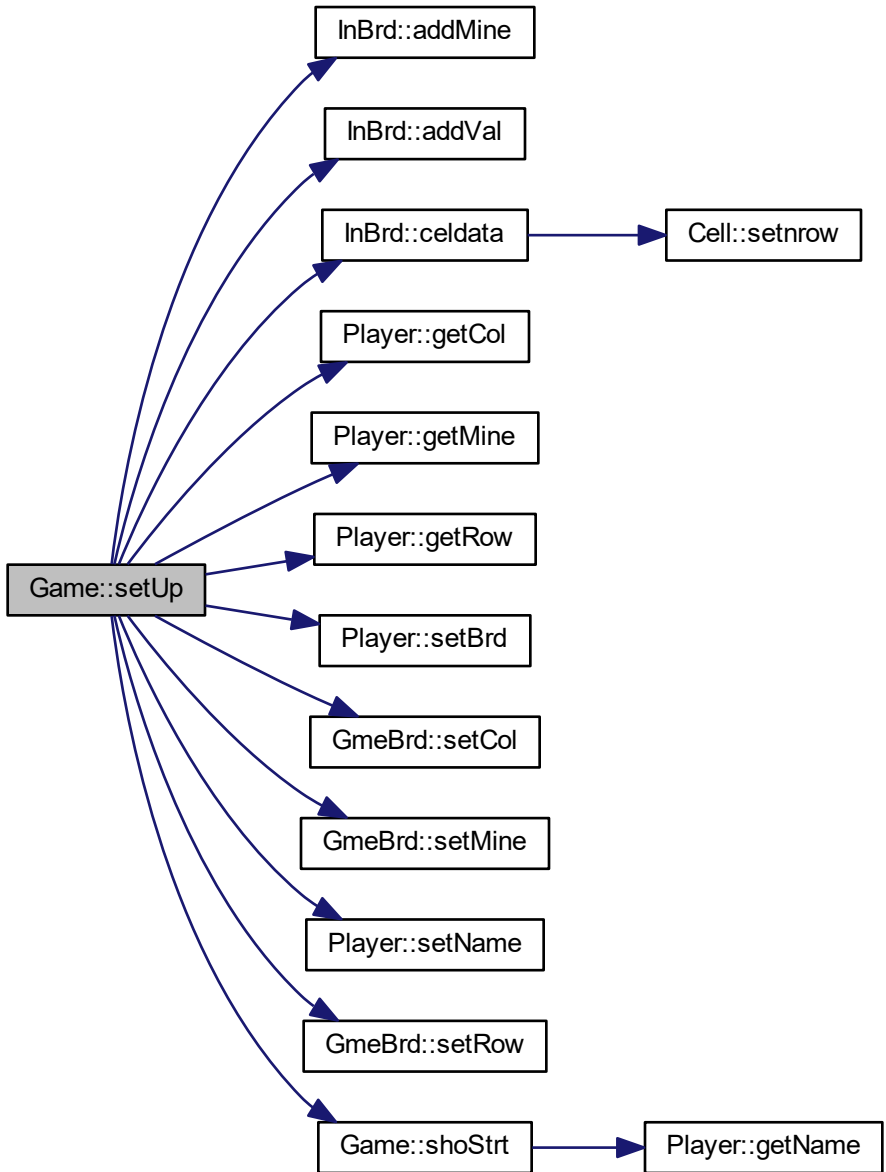 InBrd::addMine
InBrd::addVal
InBrd::celdata
Cell::setnrow
Player::getCol
Player::getMine
Player::getRow
Game::setUp
Player::setBrd
GmeBrd::setCol
GmeBrd::setMine
Player::setName
GmeBrd::setRow
Game::shoStrt
Player::getName